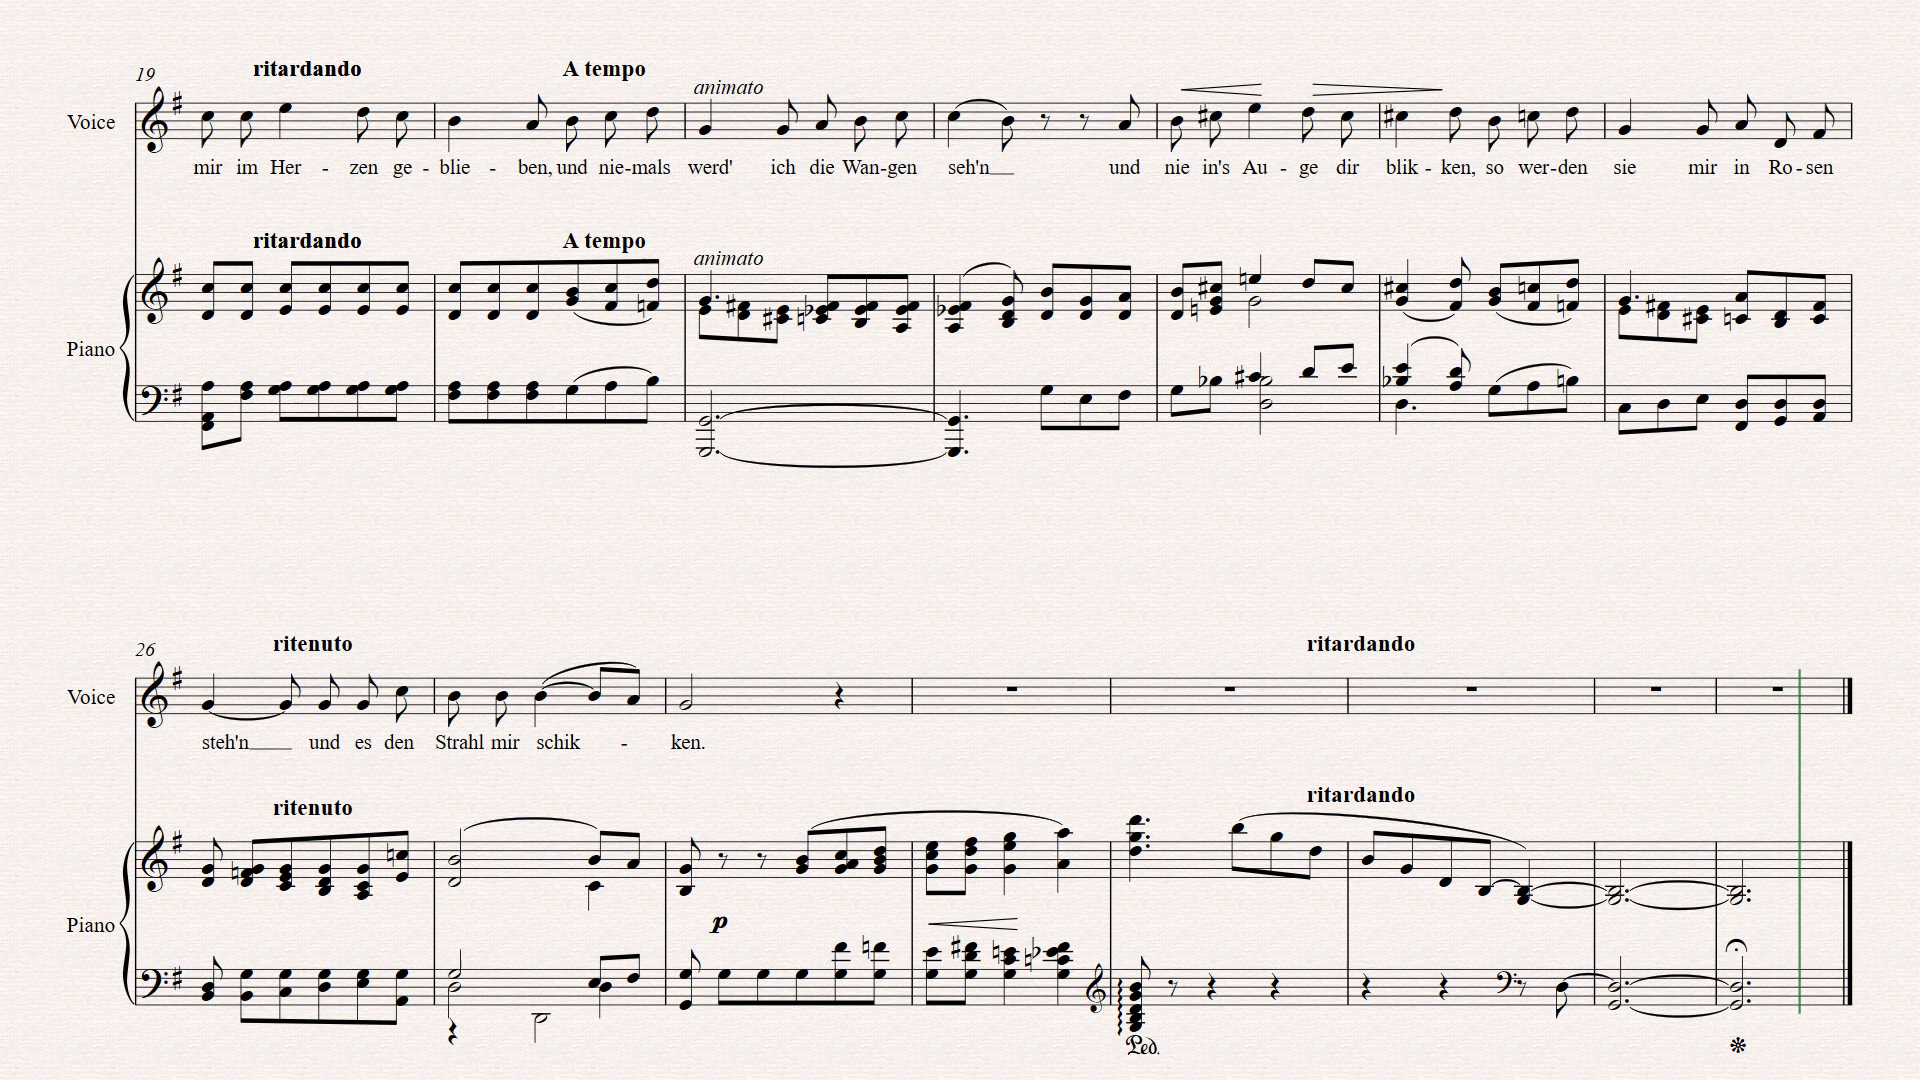 ritardando A tempo
19 animato
Voice
mir im Her - zen ge - blie - ben, und nie-mals werd' ich die Wan-gen seh'n und nie in's Au - ge dir blik - ken, so wer-den sie mir in Ro-sen
ritardando A tempo
animato
Piano
ritenuto ritardando
26
Voice
steh'n und es den Strahl mir schik - ken.
ritenuto ritardando
p
Piano
Ped.